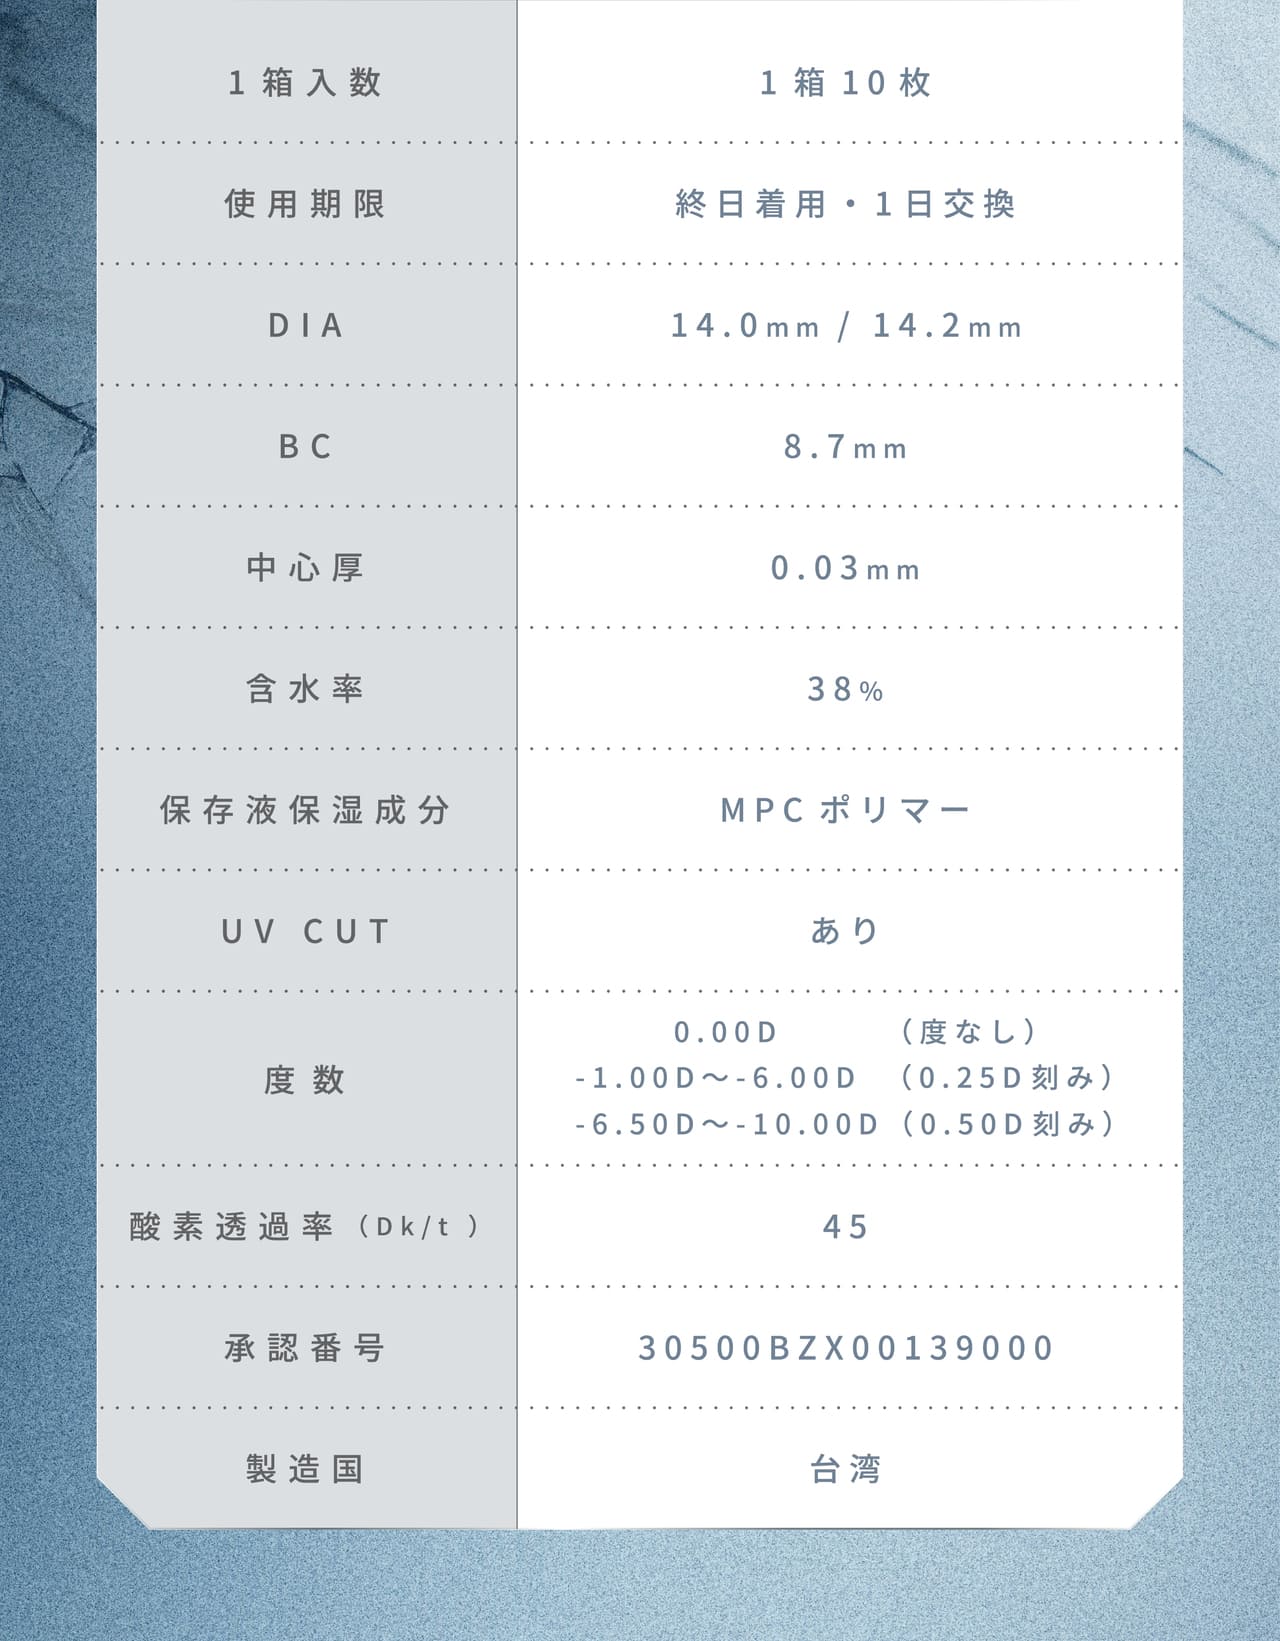 1箱入数 1箱10枚
使用期限 終日着用・1日交換
DIA 14.0mm / 14.2mm
BC 8.7mm
中心厚 0.03mm
含水率 38%
保存液保湿成分 MPCポリマー
UV CUT あり
度数
0.00D （度なし）
-1.00D〜-6.00D （0.25D刻み）
-6.50D〜-10.00D（0.50D刻み）
酸素透過率（Dk/t） 45
承認番号 30500BZX00139000
製造国 台湾